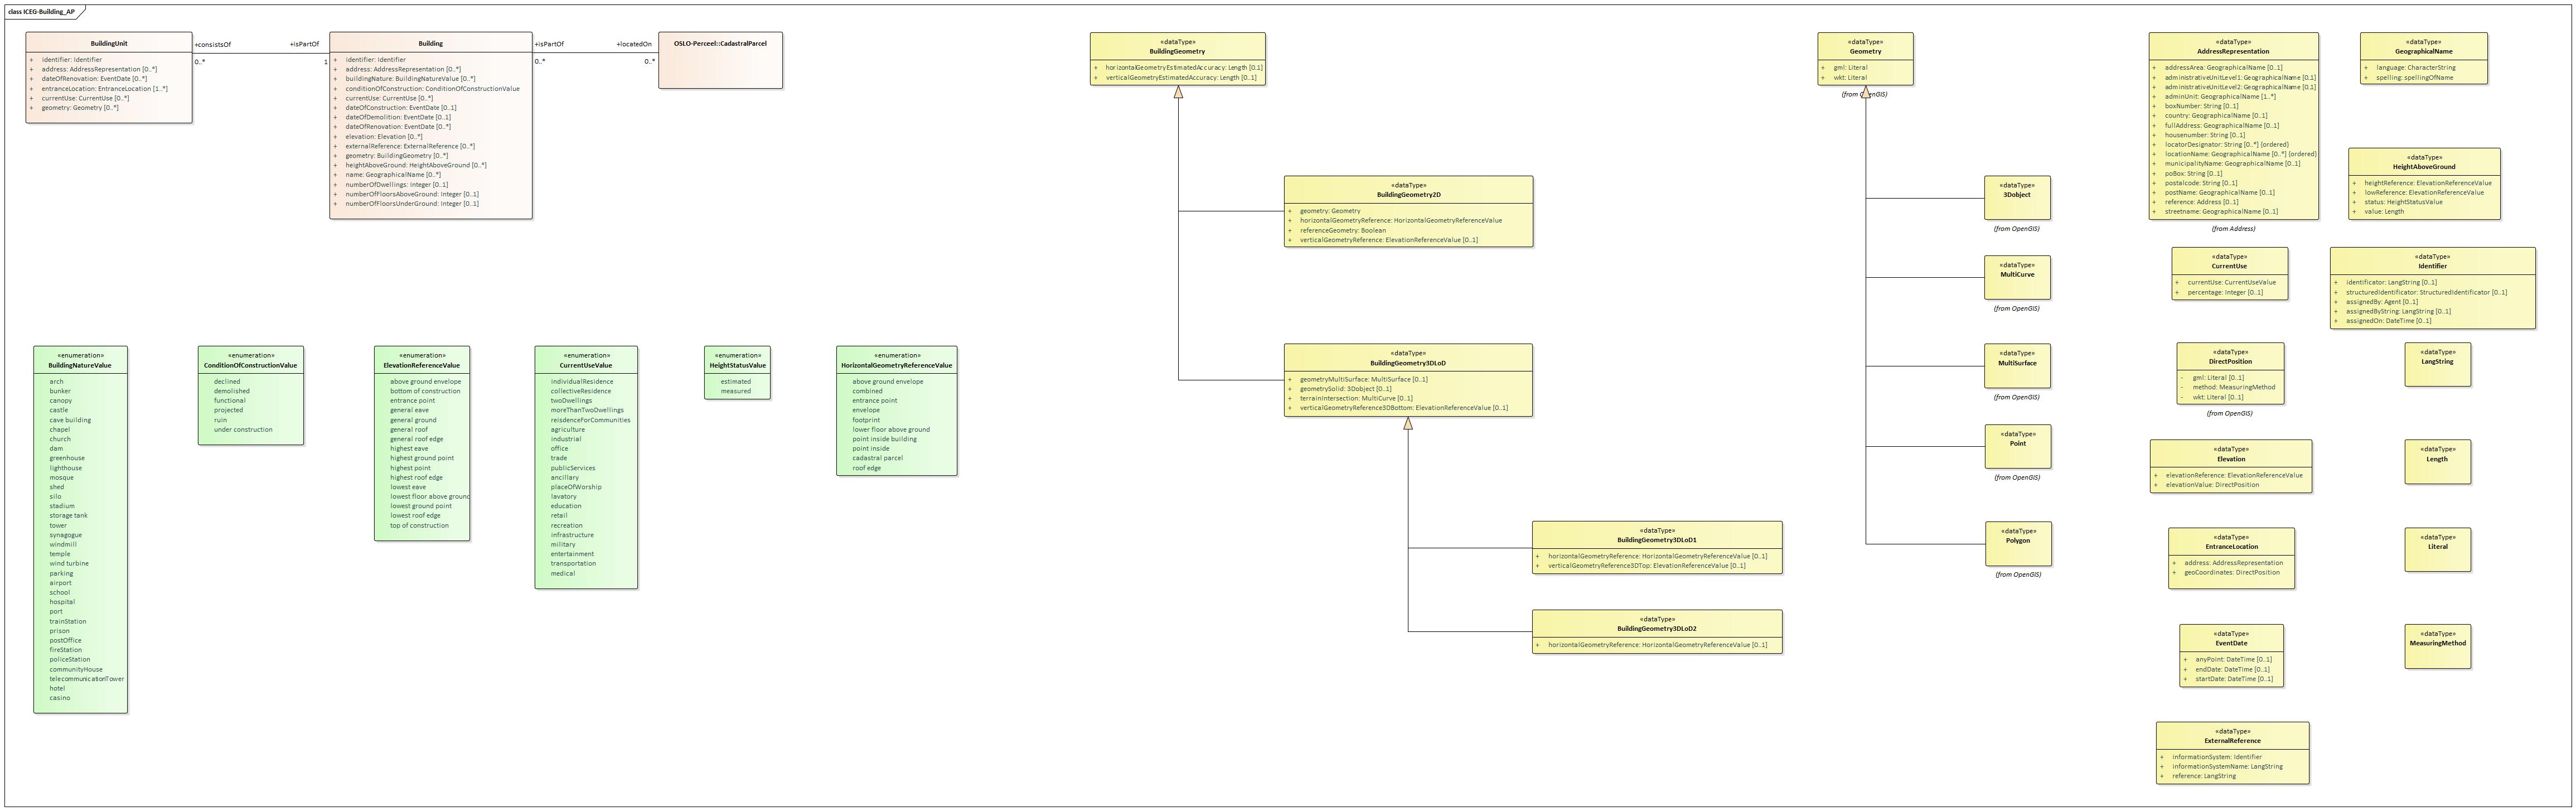 class ICEG-Building_AP
BuildingUnit
+ identifier: Identifier
+ address: AddressRepresentation [0..*]
+ dateOfRenovation: EventDate [0..*]
+ entranceLocation: EntranceLocation [1..*]
+ currentUse: CurrentUse [0..*]
+ geometry: Geometry [0..*]
+consistsOf
+isPartOf
0..*
1
Building
+ identifier: Identifier
+ address: AddressRepresentation [0..*]
+ buildingNature: BuildingNatureValue [0..*]
+ conditionOfConstruction: ConditionOfConstructionValue
+ currentUse: CurrentUse [0..*]
+ dateOfConstruction: EventDate [0..1]
+ dateOfDemolition: EventDate [0..1]
+ dateOfRenovation: EventDate [0..*]
+ elevation: Elevation [0..*]
+ externalReference: ExternalReference [0..*]
+ geometry: BuildingGeometry [0..*]
+ heightAboveGround: HeightAboveGround [0..*]
+ name: GeographicalName [0..*]
+ numberOfDwellings: Integer [0..1]
+ numberOfFloorsAboveGround: Integer [0..1]
+ numberOfFloorsUnderGround: Integer [0..1]
+isPartOf
+locatedOn
0..*
0..*
OSLO-Perceel::CadastralParcel
«dataType»
BuildingGeometry
+ horizontalGeometryEstimatedAccuracy: Length [0..1]
+ verticalGeometryEstimatedAccuracy: Length [0..1]
«dataType»
BuildingGeometry2D
+ geometry: Geometry
+ horizontalGeometryReference: HorizontalGeometryReferenceValue
+ referenceGeometry: Boolean
+ verticalGeometryReference: ElevationReferenceValue [0..1]
«dataType»
BuildingGeometry3DLoD
+ geometryMultiSurface: MultiSurface [0..1]
+ geometrySolid: 3Dobject [0..1]
+ terrainIntersection: MultiCurve [0..1]
+ verticalGeometryReference3DBottom: ElevationReferenceValue [0..1]
«dataType»
BuildingGeometry3DLoD1
+ horizontalGeometryReference: HorizontalGeometryReferenceValue [0..1]
+ verticalGeometryReference3DTop: ElevationReferenceValue [0..1]
«dataType»
BuildingGeometry3DLoD2
+ horizontalGeometryReference: HorizontalGeometryReferenceValue [0..1]
«dataType»
Geometry
+ gml: Literal
+ wkt: Literal
(from OpenGIS)
«dataType»
3Dobject
(from OpenGIS)
«dataType»
MultiCurve
(from OpenGIS)
«dataType»
MultiSurface
(from OpenGIS)
«dataType»
Point
(from OpenGIS)
«dataType»
Polygon
(from OpenGIS)
«dataType»
AddressRepresentation
+ addressArea: GeographicalName [0..1]
+ administrativeUnitLevel1: GeographicalName [0..1]
+ administrativeUnitLevel2: GeographicalName [0..1]
+ adminUnit: GeographicalName [1..*]
+ boxNumber: String [0..1]
+ country: GeographicalName [0..1]
+ fullAddress: GeographicalName [0..1]
+ housenumber: String [0..1]
+ locatorDesignator: String [0..*] {ordered}
+ locationName: GeographicalName [0..*] {ordered}
+ municipalityName: GeographicalName [0..1]
+ poBox: String [0..1]
+ postalcode: String [0..1]
+ postName: GeographicalName [0..1]
+ reference: Address [0..1]
+ streetname: GeographicalName [0..1]
(from Address)
«dataType»
GeographicalName
+ language: CharacterString
+ spelling: spellingOfName
«dataType»
HeightAboveGround
+ heightReference: ElevationReferenceValue
+ lowReference: ElevationReferenceValue
+ status: HeightStatusValue
+ value: Length
«dataType»
CurrentUse
+ currentUse: CurrentUseValue
+ percentage: Integer [0..1]
«dataType»
Identifier
+ identificator: LangString [0..1]
+ structuredIdentificator: StructuredIdentificator [0..1]
+ assignedBy: Agent [0..1]
+ assignedByString: LangString [0..1]
+ assignedOn: DateTime [0..1]
«dataType»
DirectPosition
- gml: Literal [0..1]
- method: MeasuringMethod
- wkt: Literal [0..1]
(from OpenGIS)
«dataType»
LangString
«dataType»
Elevation
+ elevationReference: ElevationReferenceValue
+ elevationValue: DirectPosition
«dataType»
Length
«dataType»
EntranceLocation
+ address: AddressRepresentation
+ geoCoordinates: DirectPosition
«dataType»
Literal
«dataType»
EventDate
+ anyPoint: DateTime [0..1]
+ endDate: DateTime [0..1]
+ startDate: DateTime [0..1]
«dataType»
MeasuringMethod
«dataType»
ExternalReference
+ informationSystem: Identifier
+ informationSystemName: LangString
+ reference: LangString
«enumeration»
BuildingNatureValue
arch
bunker
canopy
castle
cave building
chapel
church
dam
greenhouse
lighthouse
mosque
shed
silo
stadium
storage tank
tower
synagogue
windmill
temple
wind turbine
parking
airport
school
hospital
port
trainStation
prison
postOffice
fireStation
policeStation
communityHouse
telecommunicationTower
hotel
casino
«enumeration»
ConditionOfConstructionValue
declined
demolished
functional
projected
ruin
under construction
«enumeration»
ElevationReferenceValue
above ground envelope
bottom of construction
entrance point
general eave
general ground
general roof
general roof edge
highest eave
highest ground point
highest point
highest roof edge
lowest eave
lowest floor above ground
lowest ground point
lowest roof edge
top of construction
«enumeration»
CurrentUseValue
individualResidence
collectiveResidence
twoDwellings
moreThanTwoDwellings
reisdenceForCommunities
agriculture
industrial
office
trade
publicServices
ancillary
placeOfWorship
lavatory
education
retail
recreation
infrastructure
military
entertainment
transportation
medical
«enumeration»
HeightStatusValue
estimated
measured
«enumeration»
HorizontalGeometryReferenceValue
above ground envelope
combined
entrance point
envelope
footprint
lower floor above ground
point inside building
point inside
cadastral parcel
roof edge